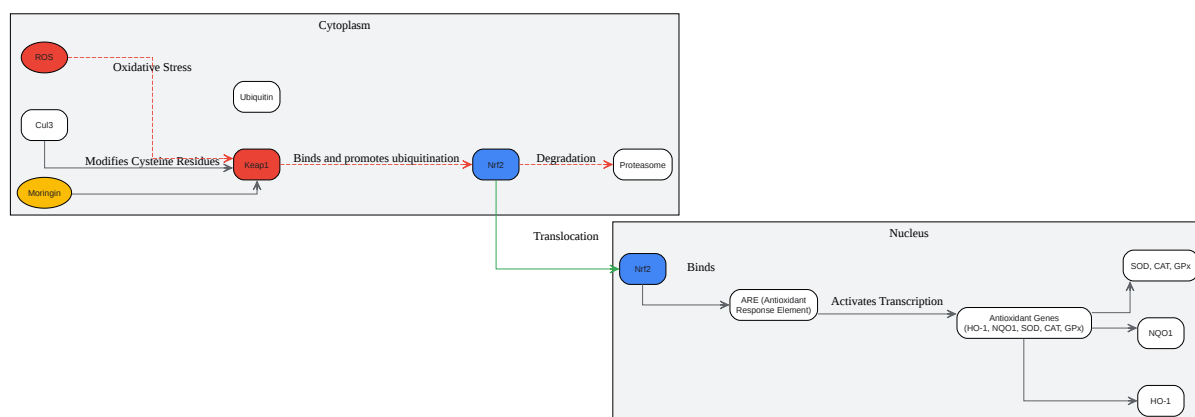 Cytoplasm
ROS
Oxidative Stress
Ubiquitin
Cul3
Modifies Cysteine Residues
Keap1
Binds and promotes ubiquitination
Nrf2
Degradation
Proteasome
Moringin
Translocation
Nucleus
Nrf2
Binds
SOD, CAT, GPx
ARE (Antioxidant
Response Element)
Activates Transcription
Antioxidant Genes
(HO-1, NQO1, SOD, CAT, GPx)
NQO1
HO-1